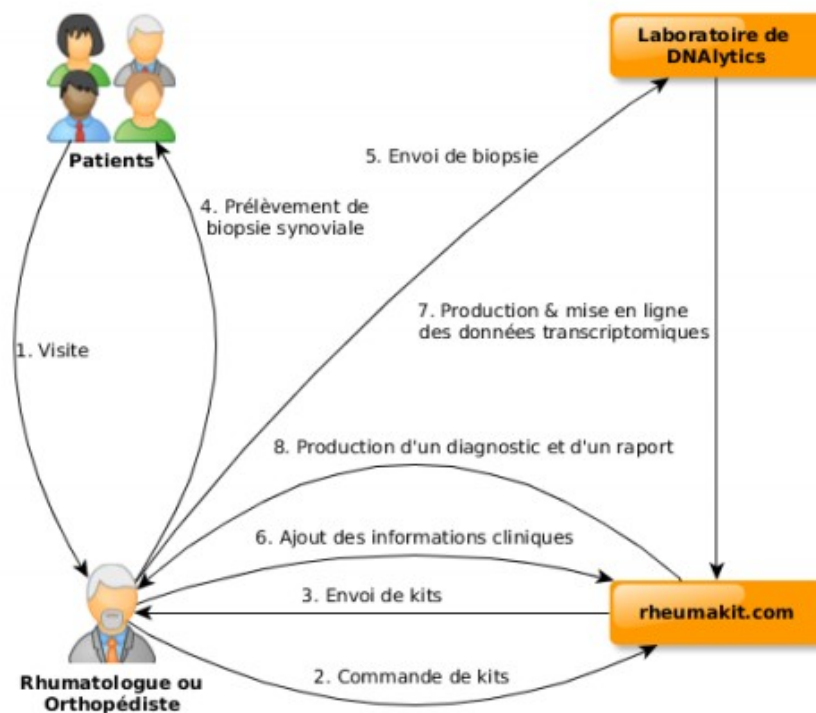 Laboratoire de
DNAlytics
Patients
5. Envoi de biopsie
4. Prélèvement de
biopsie synoviale
7. Production & mise en ligne
des données transcriptomiques
1. Visite
8. Production d'un diagnostic et d'un raport
6. Ajout des informations cliniques
3. Envoi de kits
rheumakit.com
2. Commande de kits
Rhumatologue ou
Orthopédiste